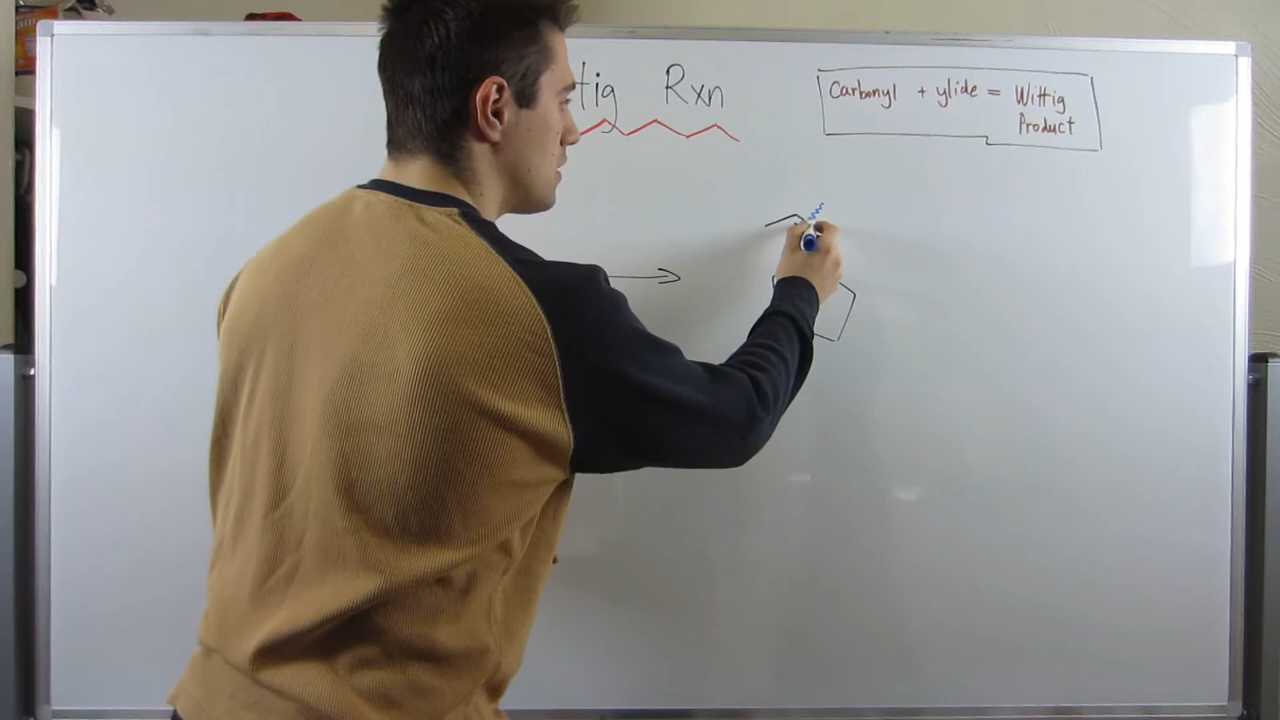 tig Rxn
Carbonyl + ylide = Wittig
Product